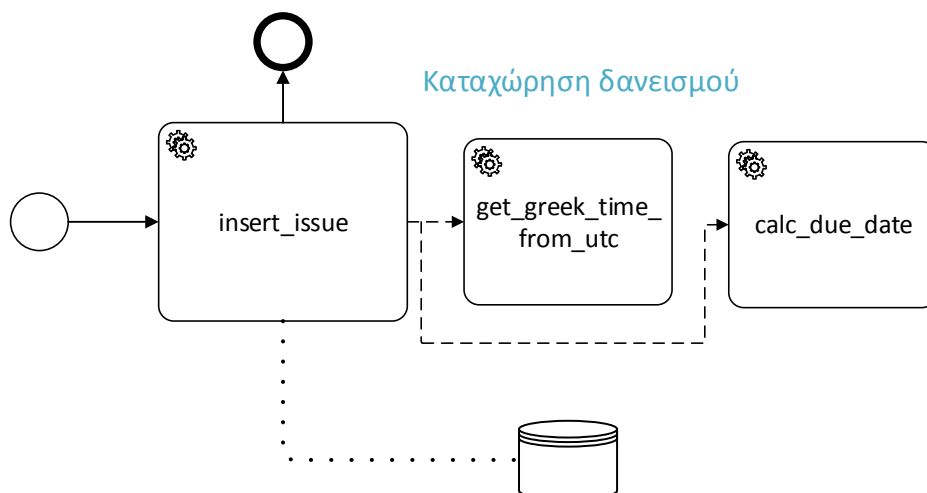 Καταχώρηση δανεισμού
insert_issue
get_greek_time_
from_utc
calc_due_date